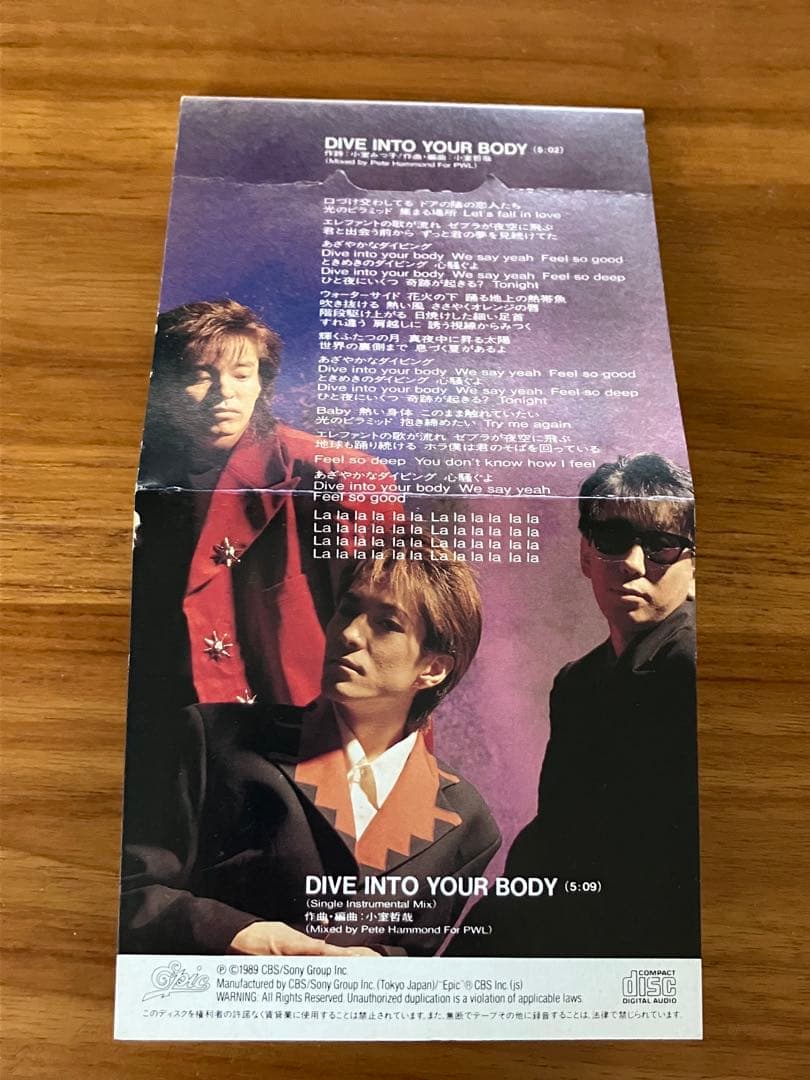 DIVE INTO YOUR BODY (5:02)
作詩:小室みつ子/作曲・編曲:小室哲哉
(Mixed by Pete Hammond For PWL)
口づけ交わしてる ドアの陰の恋人たち
光のピラミッド 集まる場所 Let's fall in love
エレファントの歌が流れ ゼブラが夜空に飛ぶ
君と出会う前から ずっと君の夢を見続けてた
あざやかなダイビング
Dive into your body We say yeah Feel so good
ときめきのダイビング 心騒ぐよ
Dive into your body We say yeah Feel so deep
ひと夜にいくつ 奇跡が起きる? Tonight
ウォーターサイド 花火の下 踊る地上の熱帯魚
吹き抜ける 熱い風 ささやくオレンジの唇
階段駆け上がる 日焼けした細い足首
すれ違う 肩越しに 誘う視線からみつく
輝くふたつの月 真夜中に昇る太陽
世界の裏側まで 息づく夏があるよ
あざやかなダイビング
Dive into your body We say yeah Feel so good
ときめきのダイビング 心騒ぐよ
Dive into your body We say yeah Feel so deep
ひと夜にいくつ 奇跡が起きる? Tonight
Baby 熱い身体 このまま触れていたい
光のピラミッド 抱き締めたい Try me again
エレファントの歌が流れ ゼブラが夜空に飛ぶ
地球も踊り続ける ホラ僕は君のそばを回っている
Feel so deep You don't know how I feel
あざやかなダイビング 心騒ぐよ
Dive into your body We say yeah
Feel so good
La la la la la la La la la la la la
La la la la la la La la la la la la
La la la la la la La la la la la la
La la la la la la La la la la la la
DIVE INTO YOUR BODY (5:09)
(Single Instrumental Mix)
作曲・編曲:小室哲哉
(Mixed by Pete Hammond For PWL)
Epic
Ⓟ©1989 CBS/Sony Group Inc.
Manufactured by CBS/Sony Group Inc. (Tokyo Japan)/"Epic"® CBS Inc. (js)
WARNING: All Rights Reserved. Unauthorized duplication is a violation of applicable laws.
COMPACT
disc
DIGITAL AUDIO
このディスクを権利者の許諾なく賃貸業に使用することは禁止されています。また、無断でテープその他に録音することは、法律で禁じられています。